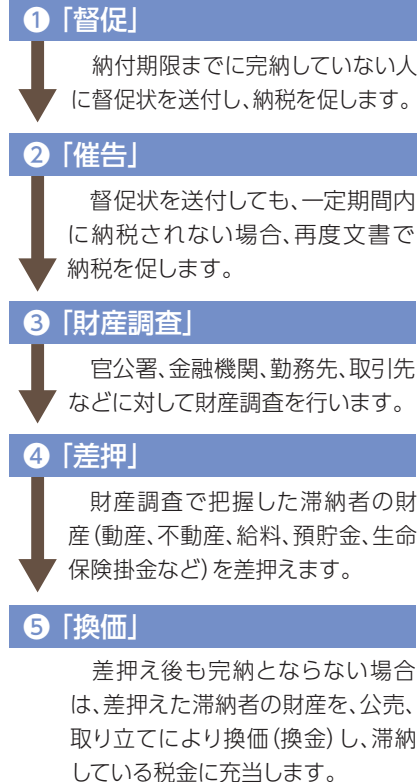 ❶「督促」
納付期限までに完納していない人
に督促状を送付し、納税を促します。
❷「催告」
督促状を送付しても、一定期間内
に納税されない場合、再度文書で
納税を促します。
❸「財産調査」
官公署、金融機関、勤務先、取引先
などに対して財産調査を行います。
❹「差押」
財産調査で把握した滞納者の財
産(動産、不動産、給料、預貯金、生命
保険掛金など)を差押えます。
❺「換価」
差押え後も完納とならない場合
は、差押えた滞納者の財産を、公売、
取り立てにより換価(換金)し、滞納
している税金に充当します。